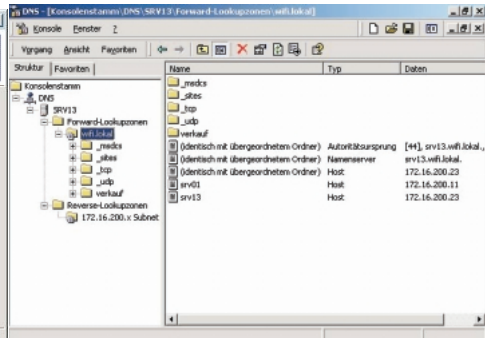 DNS - [Konsolenstamm\DNS\SRV13\Forward-Lookupzonen\wifi.lokal]
Konsole Fenster ?
Vorgang Ansicht Favoriten
Struktur Favoriten
Konsolenstamm
DNS
SRV13
Forward-Lookupzonen
wifi.lokal
_msdcs
_sites
_tcp
_udp
verkauf
Reverse-Lookupzonen
172.16.200.x Subnet
Name Typ Daten
_msdcs
_sites
_tcp
_udp
verkauf
(identisch mit übergeordnetem Ordner) Autoritätsursprung [44], srv13.wifi.lokal.,
(identisch mit übergeordnetem Ordner) Namenserver srv13.wifi.lokal.
(identisch mit übergeordnetem Ordner) Host 172.16.200.23
srv01 Host 172.16.200.11
srv13 Host 172.16.200.23